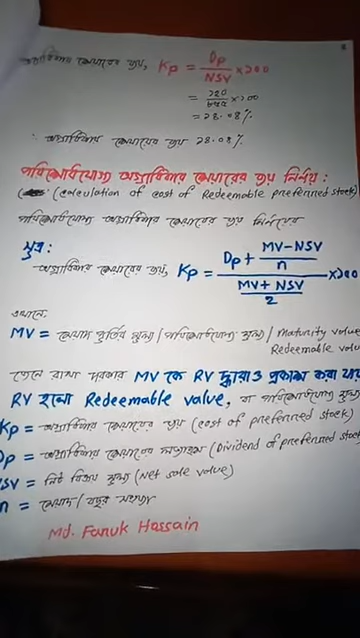 অগ্রাধিকার শেয়ারের ব্যয়, Kp = Dp/NSV × ১০০
= ১২০/৮৫৫ × ১০০
= ১৪.০৪%
∴ অগ্রাধিকার শেয়ারের ব্যয় ১৪.০৪%
পরিশোধযোগ্য অগ্রাধিকার শেয়ারের ব্যয় নির্ণয়:
(Calculation of cost of Redeemable preferred stock)
পরিশোধযোগ্য অগ্রাধিকার শেয়ারের ব্যয় নির্ণয়ের
সূত্র:
অগ্রাধিকার শেয়ারের ব্যয়, Kp = (Dp + (MV-NSV)/n) / ((MV+NSV)/2) × ১০০
এখানে,
MV = মেয়াদ পূর্তির মূল্য / পরিশোধযোগ্য মূল্য / Maturity value
Redeemable valu
জেনে রাখা দরকার MV কে RV দ্বারাও প্রকাশ করা যায়
RV হলো Redeemable value, বা পরিশোধযোগ্য মূল্য
Kp = অগ্রাধিকার শেয়ারের ব্যয় (cost of preferred stock)
Dp = অগ্রাধিকার শেয়ারের লভ্যাংশ (Dividend of preferred stock
NSV = নিট বিক্রয় মূল্য (Net sale value)
n = মেয়াদ / বছর সংখ্যা
Md. Faruk Hossain